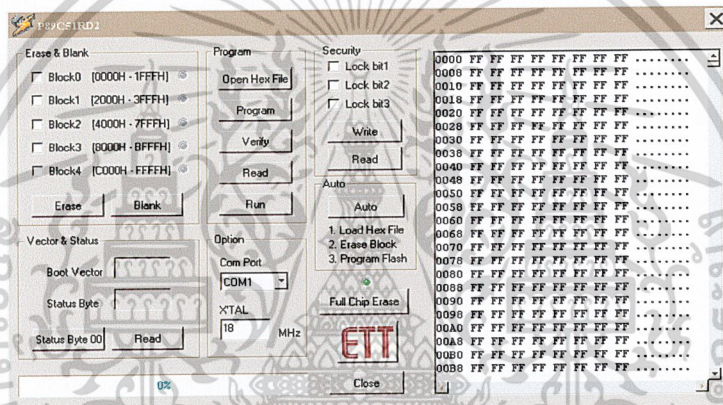 P89C51RD2
Erase & Blank
Block0 [0000H - 1FFFH]
Block1 [2000H - 3FFFH]
Block2 [4000H - 7FFFH]
Block3 [8000H - BFFFH]
Block4 [C000H - FFFFH]
Erase Blank
Vector & Status
Boot Vector
Status Byte
Status Byte 00 Read
0%
Program
Open Hex File
Program
Verify
Read
Run
Option
Com Port
COM1
X'TAL
18 MHz
Security
Lock bit1
Lock bit2
Lock bit3
Write
Read
Auto
Auto
1. Load Hex File
2. Erase Block
3. Program Flash
Full Chip Erase
ETT
Close
0000 FF FF FF FF FF FF FF FF ........
0008 FF FF FF FF FF FF FF FF ........
0010 FF FF FF FF FF FF FF FF ........
0018 FF FF FF FF FF FF FF FF ........
0020 FF FF FF FF FF FF FF FF ........
0028 FF FF FF FF FF FF FF FF ........
0030 FF FF FF FF FF FF FF FF ........
0038 FF FF FF FF FF FF FF FF ........
0040 FF FF FF FF FF FF FF FF ........
0048 FF FF FF FF FF FF FF FF ........
0050 FF FF FF FF FF FF FF FF ........
0058 FF FF FF FF FF FF FF FF ........
0060 FF FF FF FF FF FF FF FF ........
0068 FF FF FF FF FF FF FF FF ........
0070 FF FF FF FF FF FF FF FF ........
0078 FF FF FF FF FF FF FF FF ........
0080 FF FF FF FF FF FF FF FF ........
0088 FF FF FF FF FF FF FF FF ........
0090 FF FF FF FF FF FF FF FF ........
0098 FF FF FF FF FF FF FF FF ........
00A0 FF FF FF FF FF FF FF FF ........
00A8 FF FF FF FF FF FF FF FF ........
00B0 FF FF FF FF FF FF FF FF ........
00B8 FF FF FF FF FF FF FF FF ........